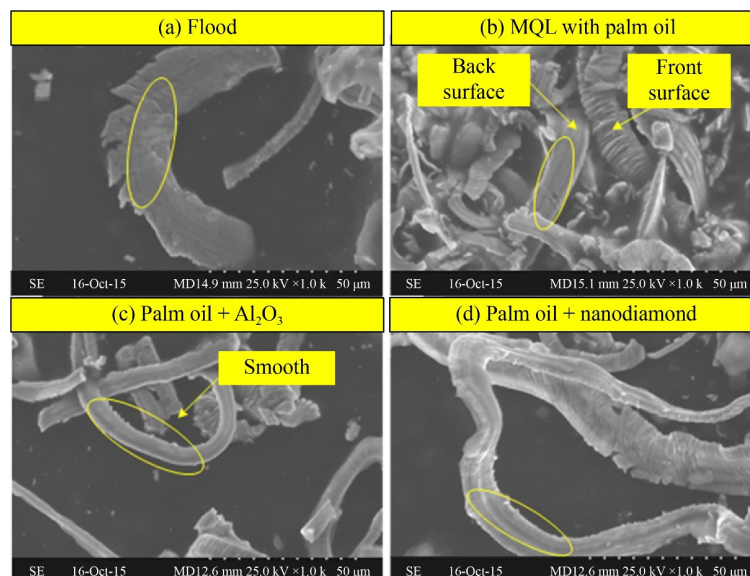 (a) Flood
(b) MQL with palm oil
Back
surface
Front
surface
SE 16-Oct-15 MD14.9 mm 25.0 kV ×1.0 k 50 μm
SE 16-Oct-15 MD15.1 mm 25.0 kV ×1.0 k 50 μm
(c) Palm oil + Al₂O₃
(d) Palm oil + nanodiamond
Smooth
SE 16-Oct-15 MD12.6 mm 25.0 kV ×1.0 k 50 μm
SE 16-Oct-15 MD12.6 mm 25.0 kV ×1.0 k 50 μm